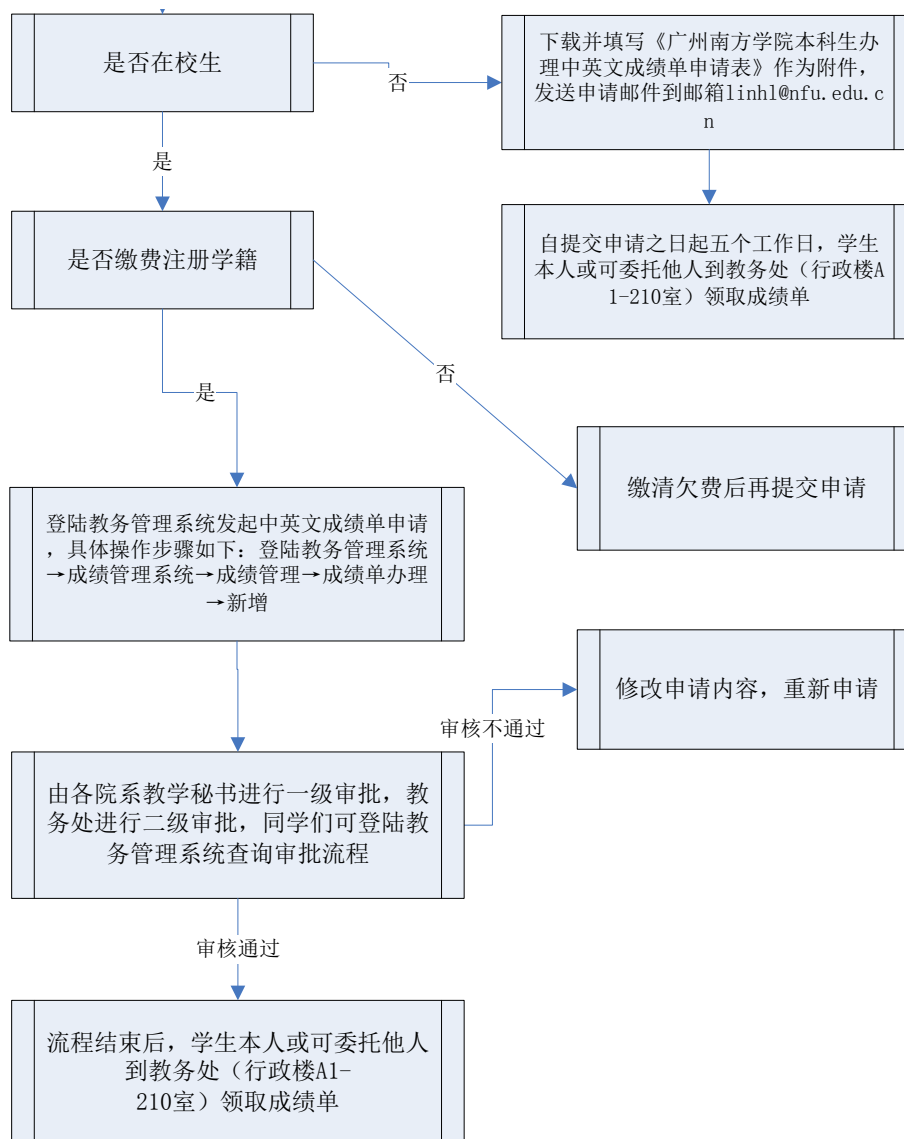 是否在校生
否
下载并填写《广州南方学院本科生办
理中英文成绩单申请表》作为附件，
发送申请邮件到邮箱linhl@nfu.edu.c
n
是
自提交申请之日起五个工作日，学生
本人或可委托他人到教务处（行政楼A
1-210室）领取成绩单
是否缴费注册学籍
否
是
缴清欠费后再提交申请
登陆教务管理系统发起中英文成绩单申请
，具体操作步骤如下：登陆教务管理系统
→成绩管理系统→成绩管理→成绩单办理
→新增
修改申请内容，重新申请
审核不通过
由各院系教学秘书进行一级审批，教
务处进行二级审批，同学们可登陆教
务管理系统查询审批流程
审核通过
流程结束后，学生本人或可委托他人
到教务处（行政楼A1-
210室）领取成绩单